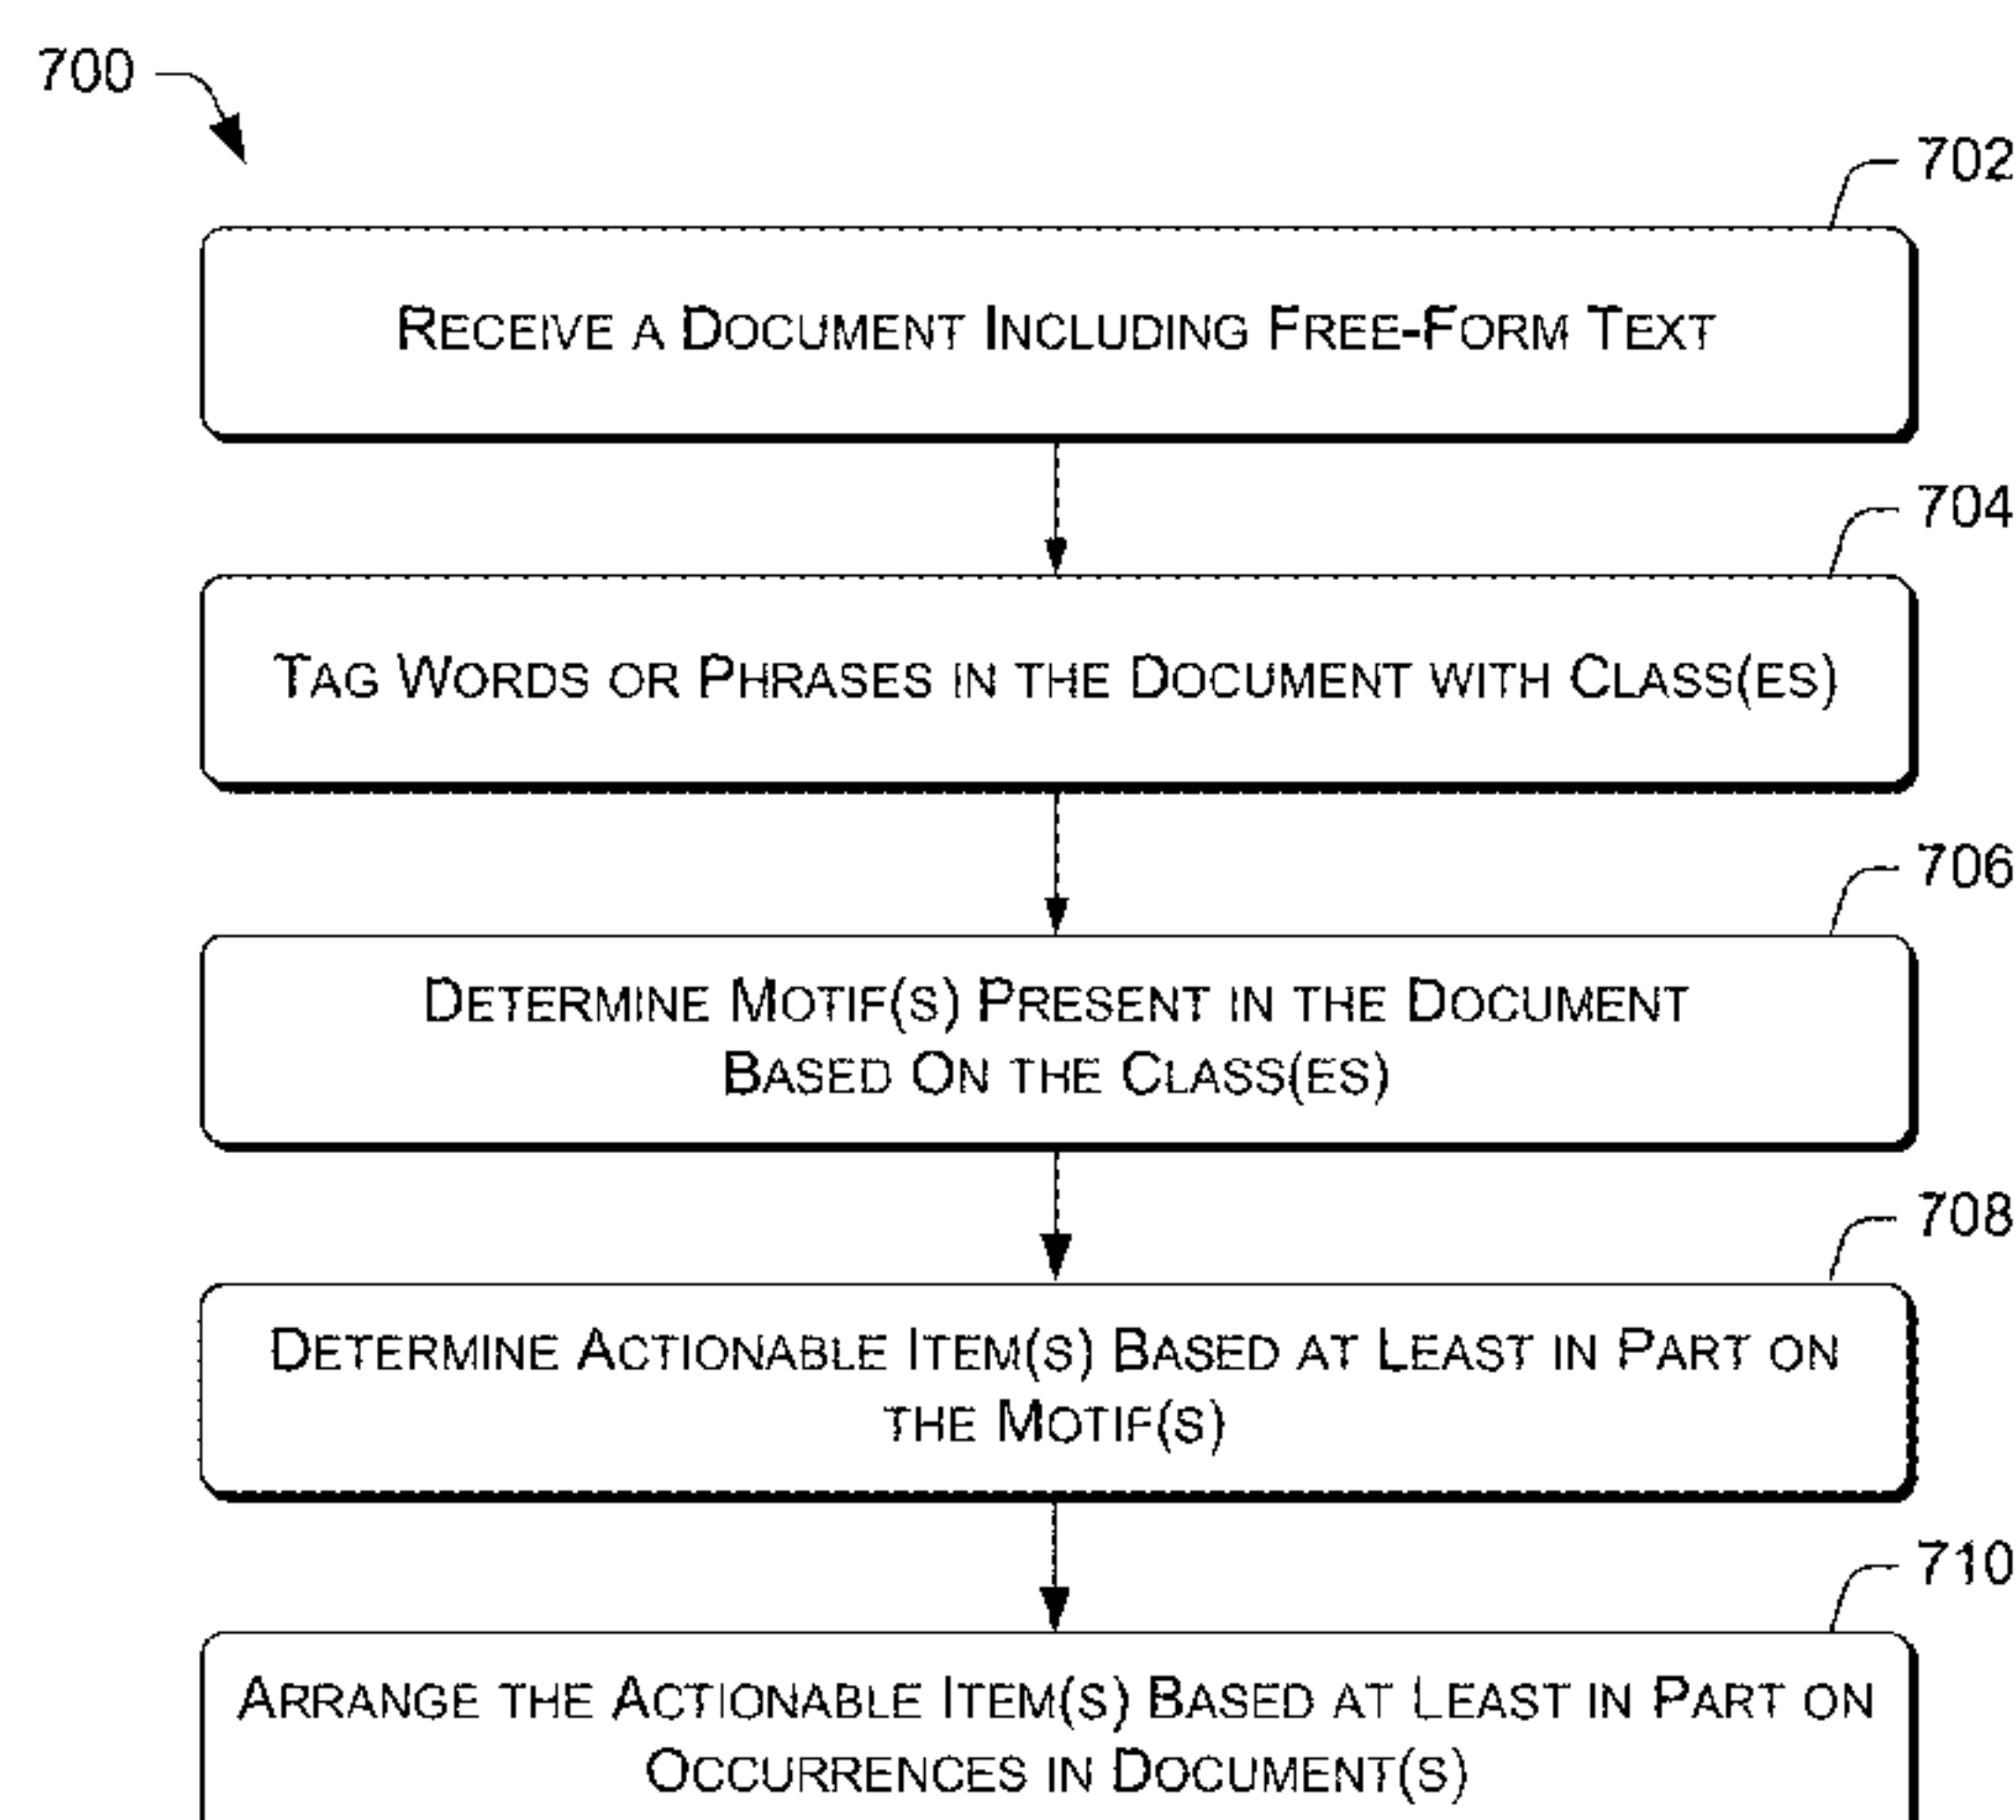 700
702
RECEIVE A DOCUMENT INCLUDING FREE-FORM TEXT
704
TAG WORDS OR PHRASES IN THE DOCUMENT WITH CLASS(ES)
706
DETERMINE MOTIF(S) PRESENT IN THE DOCUMENT
BASED ON THE CLASS(ES)
708
DETERMINE ACTIONABLE ITEM(S) BASED AT LEAST IN PART ON
THE MOTIF(S)
710
ARRANGE THE ACTIONABLE ITEM(S) BASED AT LEAST IN PART ON
OCCURRENCES IN DOCUMENT(S)